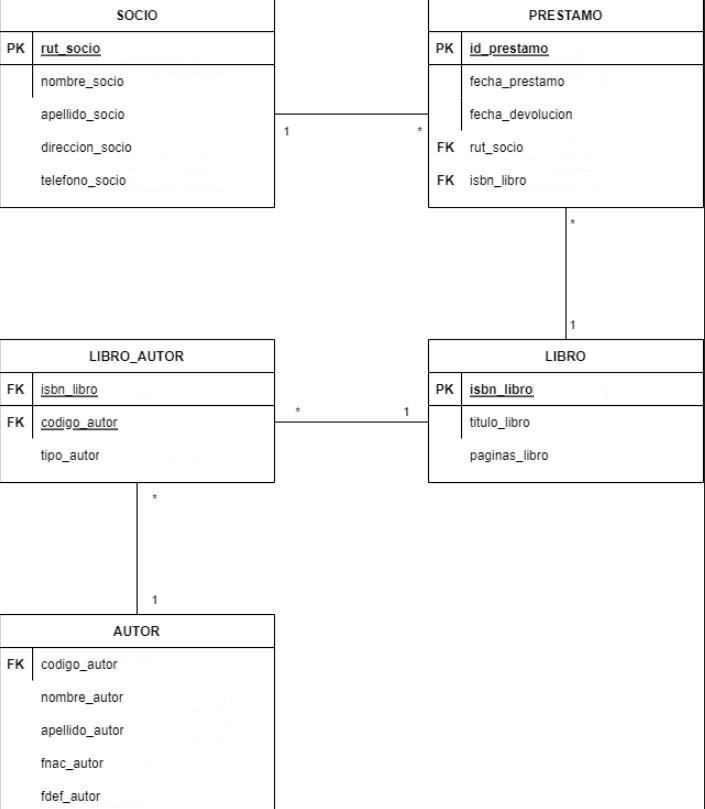 SOCIO
PK rut_socio
nombre_socio
apellido_socio
direccion_socio
telefono_socio
PRESTAMO
PK id_prestamo
fecha_prestamo
fecha_devolucion
FK rut_socio
FK isbn_libro
1 *
*
1
LIBRO_AUTOR
FK isbn_libro
FK codigo_autor
tipo_autor
* 1
LIBRO
PK isbn_libro
titulo_libro
paginas_libro
*
1
AUTOR
FK codigo_autor
nombre_autor
apellido_autor
fnac_autor
fdef_autor